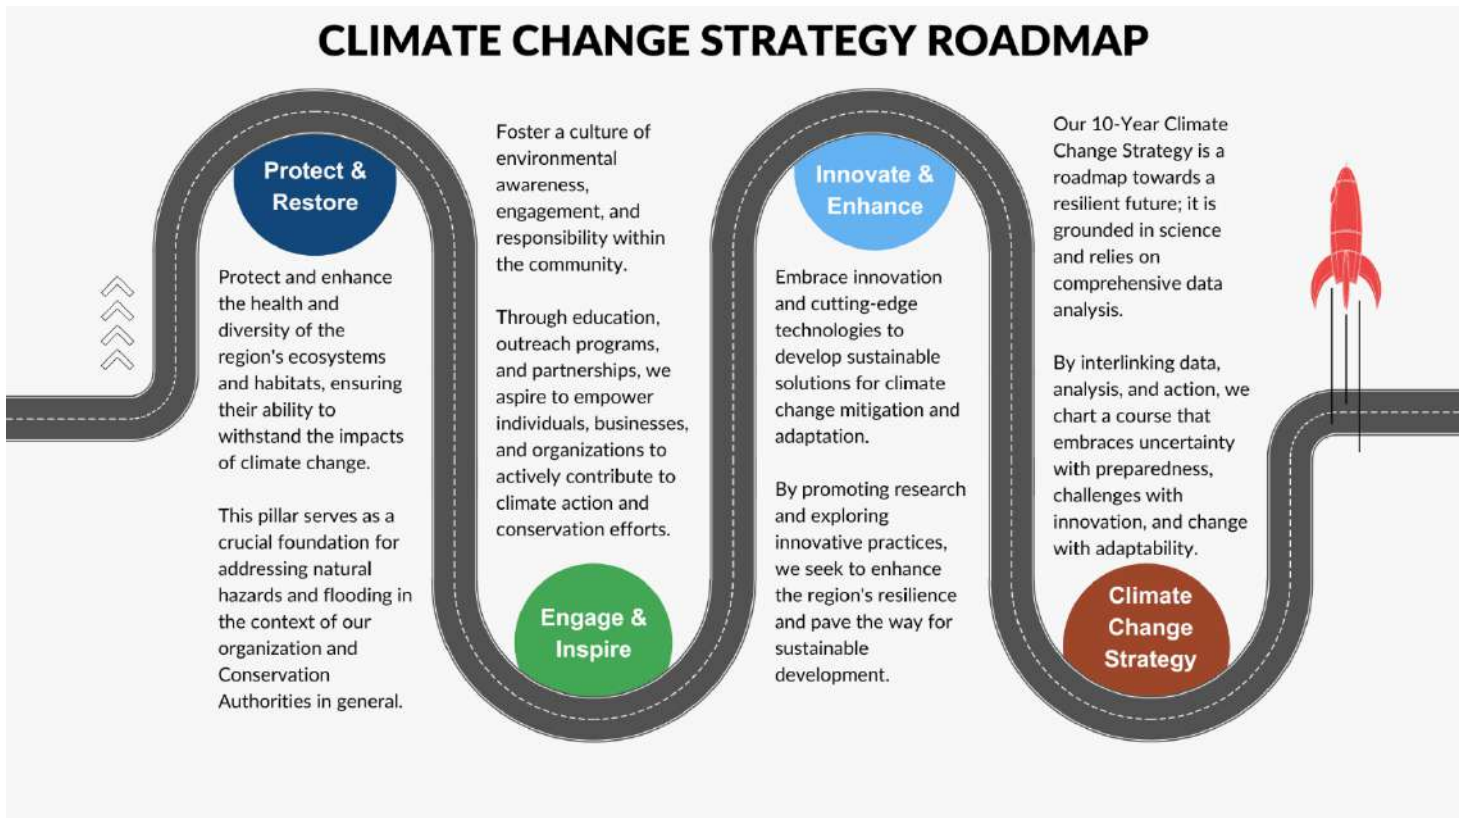 CLIMATE CHANGE STRATEGY ROADMAP
Protect &
Restore
Protect and enhance
the health and
diversity of the
region's ecosystems
and habitats, ensuring
their ability to
withstand the impacts
of climate change.
This pillar serves as a
crucial foundation for
addressing natural
hazards and flooding in
the context of our
organization and
Conservation
Authorities in general.
Foster a culture of
environmental
awareness,
engagement, and
responsibility within
the community.
Through education,
outreach programs,
and partnerships, we
aspire to empower
individuals, businesses,
and organizations to
actively contribute to
climate action and
conservation efforts.
Engage &
Inspire
Innovate &
Enhance
Embrace innovation
and cutting-edge
technologies to
develop sustainable
solutions for climate
change mitigation and
adaptation.
By promoting research
and exploring
innovative practices,
we seek to enhance
the region's resilience
and pave the way for
sustainable
development.
Our 10-Year Climate
Change Strategy is a
roadmap towards a
resilient future; it is
grounded in science
and relies on
comprehensive data
analysis.
By interlinking data,
analysis, and action, we
chart a course that
embraces uncertainty
with preparedness,
challenges with
innovation, and change
with adaptability.
Climate
Change
Strategy